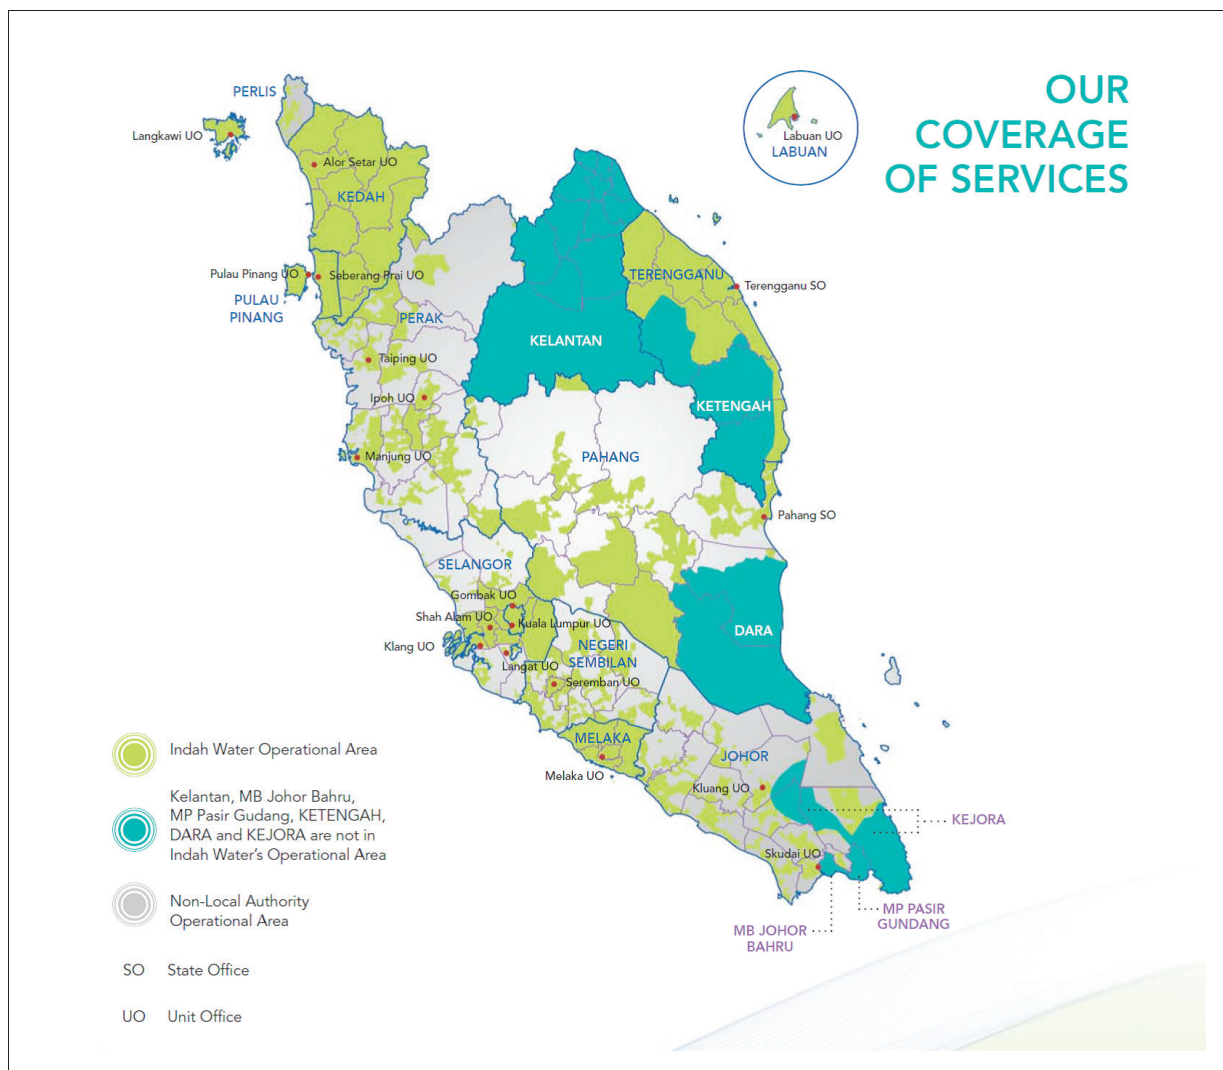 OUR
COVERAGE
OF SERVICES
PERLIS
Langkawi UO
Labuan UO
LABUAN
Alor Setar UO
KEDAH
Pulau Pinang UO
Seberang Prai UO
TERENGGANU
Terengganu SO
PULAU
PINANG
PERAK
KELANTAN
Taiping UO
Ipoh UO
KETENGAH
Manjung UO
PAHANG
Pahang SO
SELANGOR
Gombak UO
Shah Alam UO
Kuala Lumpur UO
DARA
Klang UO
Langat UO
NEGERI
SEMBILAN
Seremban UO
MELAKA
Melaka UO
JOHOR
Kluang UO
KEJORA
Skudai UO
MP PASIR
GUNDANG
MB JOHOR
BAHRU
Indah Water Operational Area
Kelantan, MB Johor Bahru,
MP Pasir Gudang, KETENGAH,
DARA and KEJORA are not in
Indah Water's Operational Area
Non-Local Authority
Operational Area
SO State Office
UO Unit Office